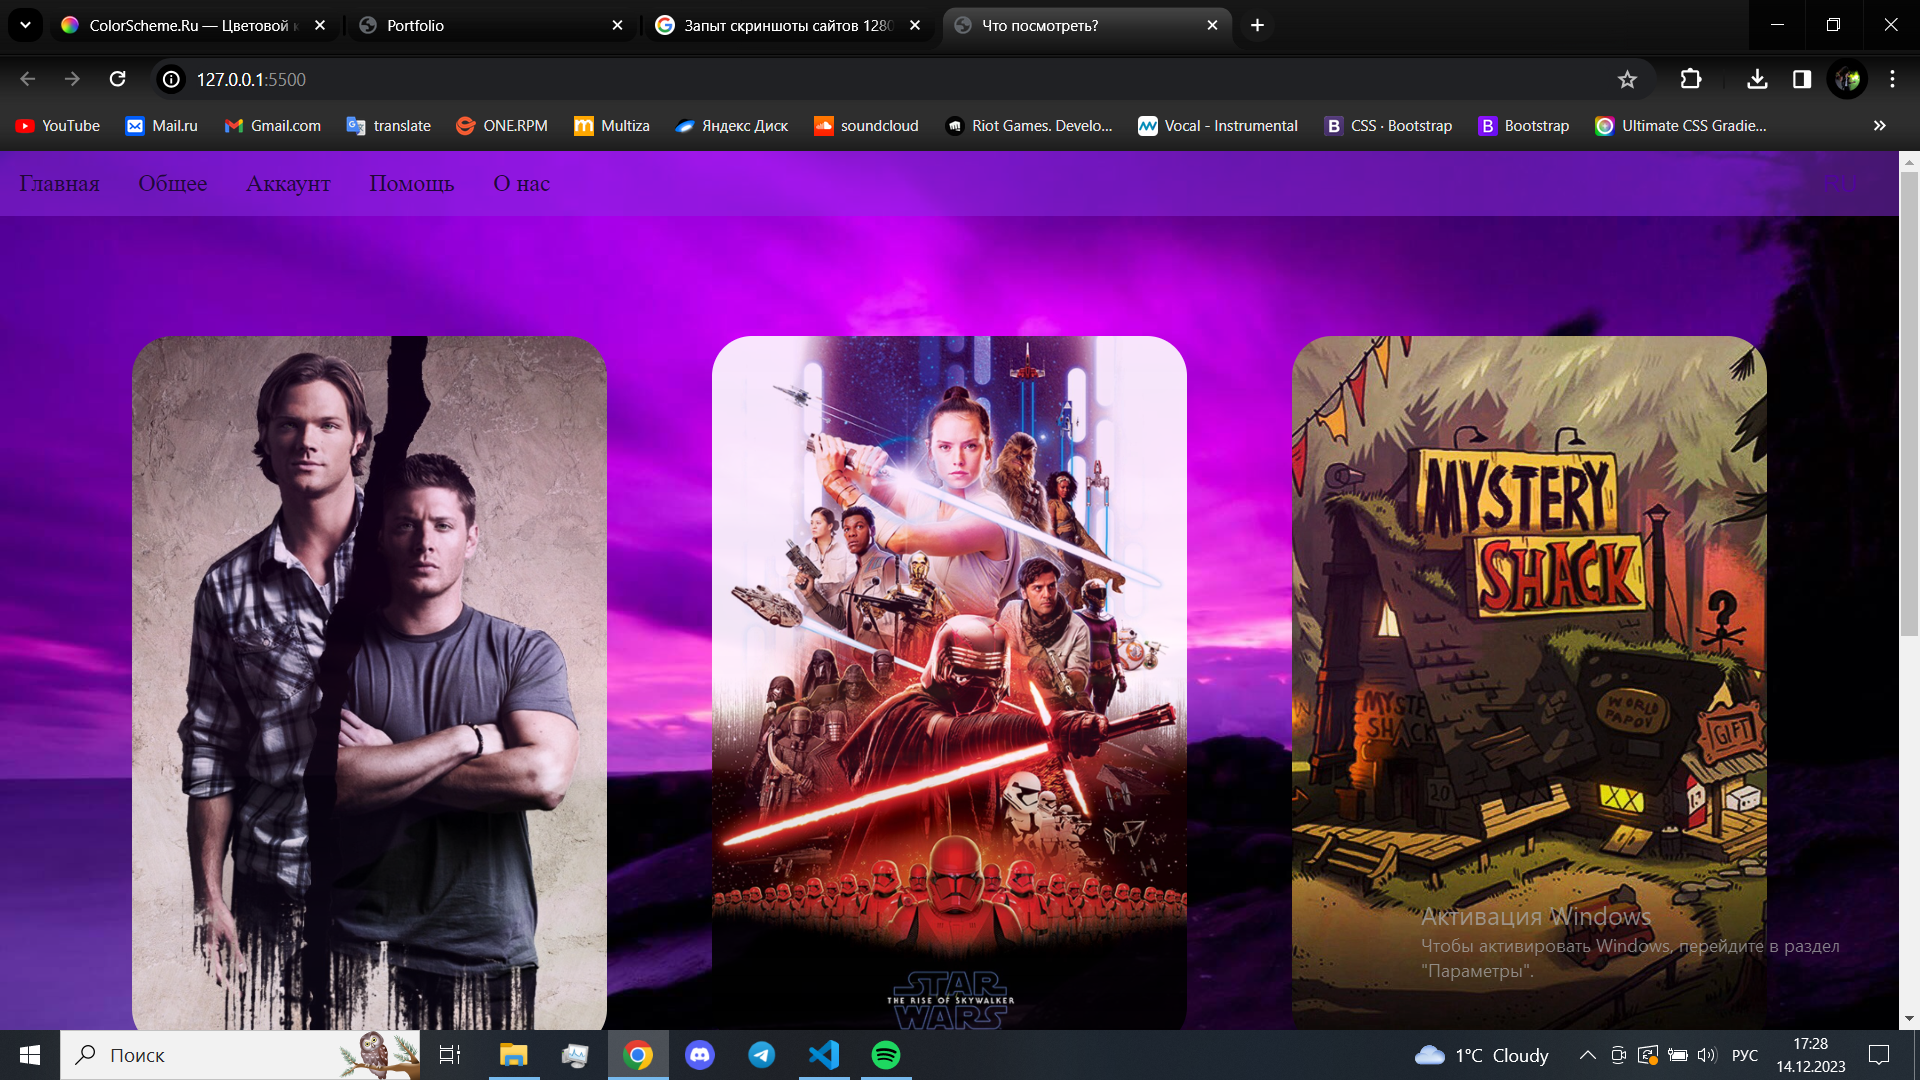 ColorScheme.Ru — Цветовой к
Portfolio
Запыт скриншоты сайтов 1280
Что посмотреть?
127.0.0.1:5500
YouTube
Mail.ru
Gmail.com
translate
ONE.RPM
Multiza
Яндекс Диск
soundcloud
Riot Games. Develo...
Vocal - Instrumental
CSS · Bootstrap
Bootstrap
Ultimate CSS Gradie...
Главная
Общее
Аккаунт
Помощь
О нас
RU
MYSTERY
SHACK
MYSTE
SHACK
WORLD
PAPOV
GIFT
20
?
STAR
THE RISE OF SKYWALKER
WARS
Активация Windows
Чтобы активировать Windows, перейдите в раздел
"Параметры".
Поиск
1°C Cloudy
РУС
17:28
14.12.2023